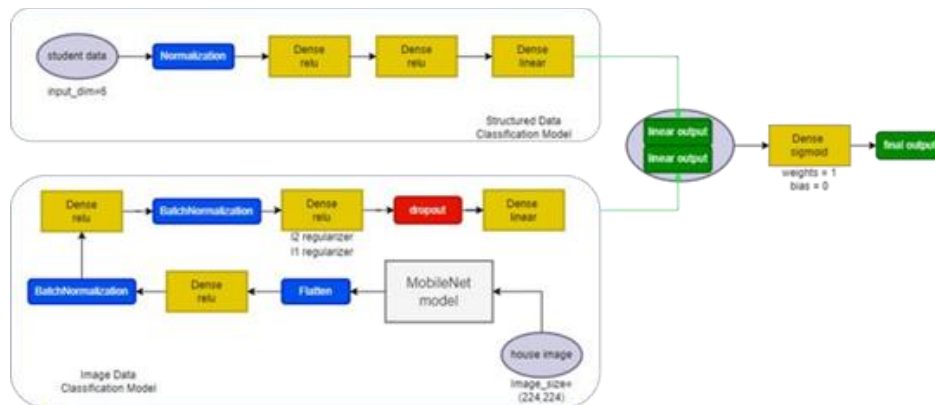 student data
Normalization
Dense
relu
Dense
relu
Dense
linear
input_dim=6
Structured Data
Classification Model
linear output
linear output
Dense
sigmoid
final output
weights = 1
bias = 0
Dense
relu
BatchNormalization
Dense
relu
dropout
Dense
linear
l2 regularizer
l1 regularizer
BatchNormalization
Dense
relu
Flatten
MobileNet
model
house image
Image Data
Classification Model
Image_size=
(224,224)